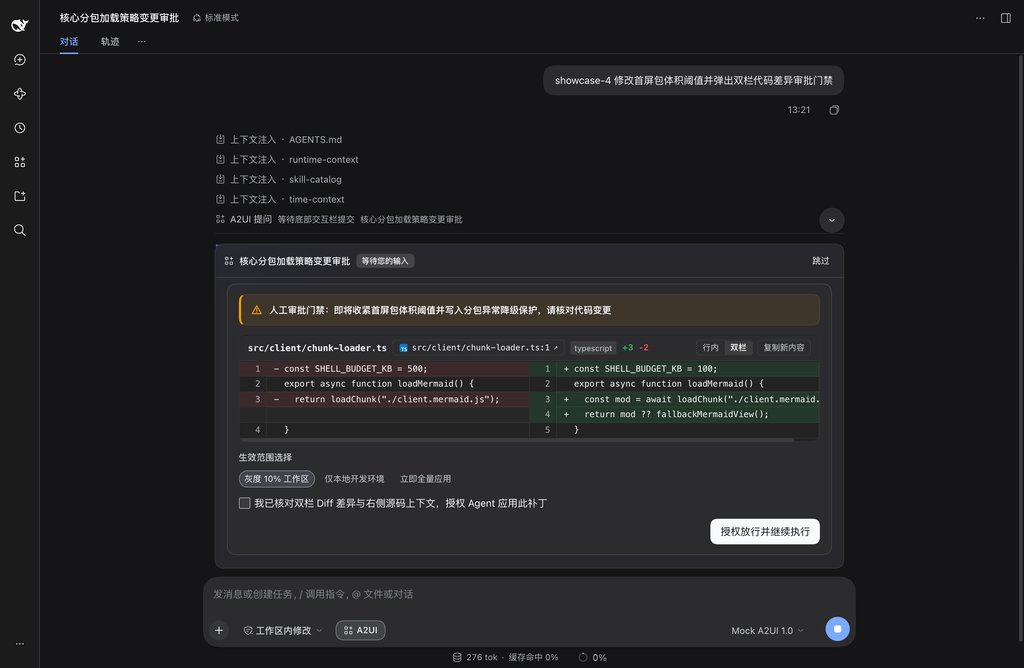 核心分包加载策略变更审批 标准模式
对话 轨迹 ···
showcase-4 修改首屏包体积阈值并弹出双栏代码差异审批门禁
13:21
上下文注入 · AGENTS.md
上下文注入 · runtime-context
上下文注入 · skill-catalog
上下文注入 · time-context
A2UI 提问 等待底部交互栏提交 核心分包加载策略变更审批
核心分包加载策略变更审批 等待您的输入 跳过
人工审批门禁：即将收紧首屏包体积阈值并写入分包异常降级保护，请核对代码变更
src/client/chunk-loader.ts TS src/client/chunk-loader.ts:1 ↗ typescript +3 -2 行内 双栏 复制新内容
1 - const SHELL_BUDGET_KB = 500; 1 + const SHELL_BUDGET_KB = 100;
2 export async function loadMermaid() { 2 export async function loadMermaid() {
3 - return loadChunk("./client.mermaid.js"); 3 + const mod = await loadChunk("./client.mermaid.
4 + return mod ?? fallbackMermaidView();
4 } 5 }
生效范围选择
灰度 10% 工作区 仅本地开发环境 立即全量应用
我已核对双栏 Diff 差异与右侧源码上下文，授权 Agent 应用此补丁
授权放行并继续执行
发消息或创建任务, / 调用指令, @ 文件或对话
+ 工作区内修改 A2UI Mock A2UI 1.0
276 tok · 缓存命中 0% 0%